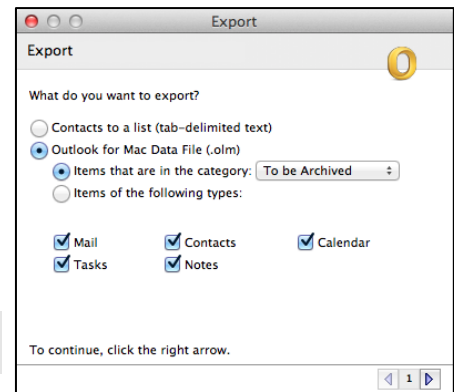 Export
Export
What do you want to export?
Contacts to a list (tab-delimited text)
Outlook for Mac Data File (.olm)
Items that are in the category: To be Archived
Items of the following types:
Mail Contacts Calendar
Tasks Notes
To continue, click the right arrow.
1